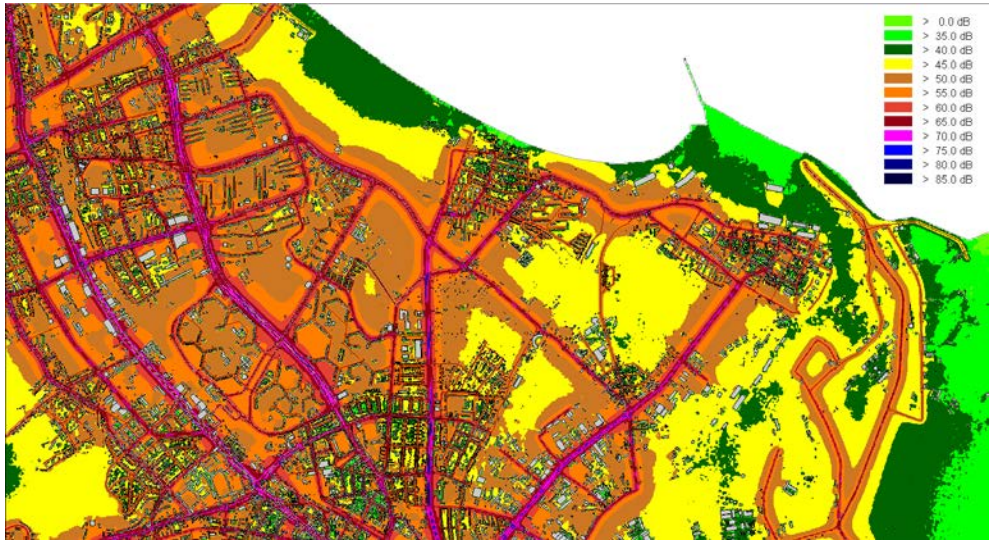 > 0.0 dB
> 35.0 dB
> 40.0 dB
> 45.0 dB
> 50.0 dB
> 55.0 dB
> 60.0 dB
> 65.0 dB
> 70.0 dB
> 75.0 dB
> 80.0 dB
> 85.0 dB